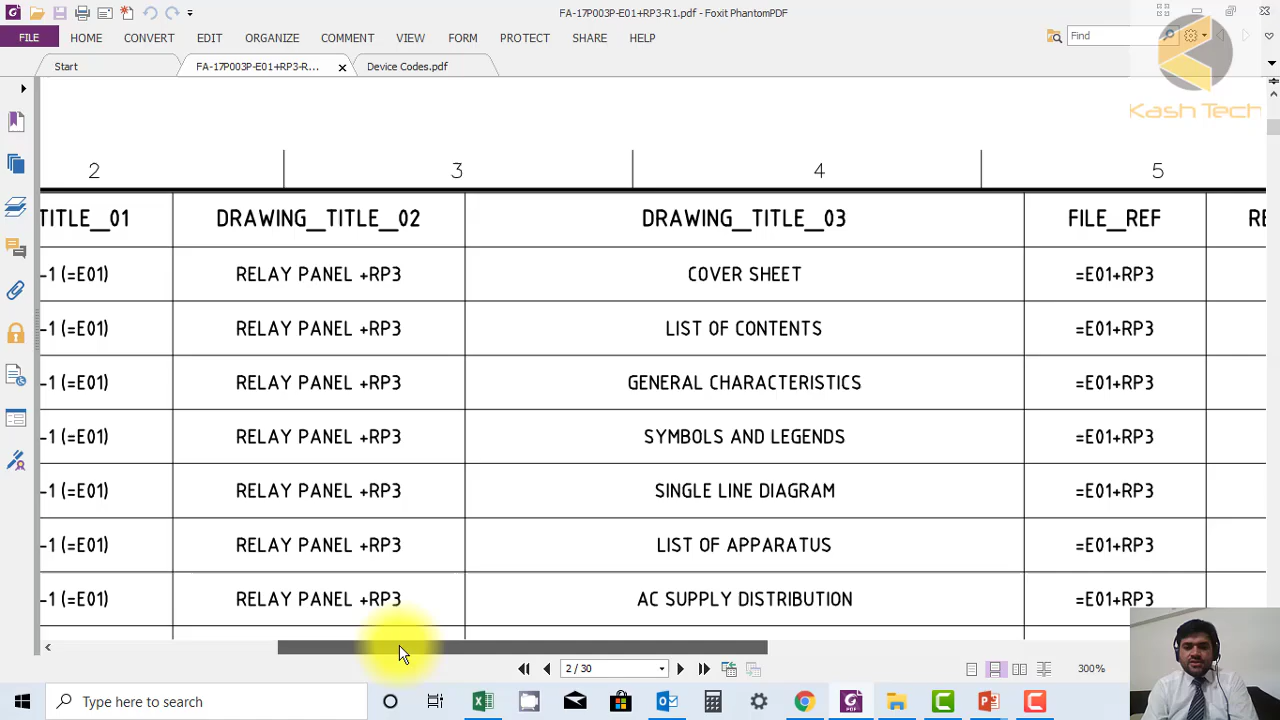 FA-17P003P-E01+RP3-R1.pdf - Foxit PhantomPDF
FILE HOME CONVERT EDIT ORGANIZE COMMENT VIEW FORM PROTECT SHARE HELP
Find
Start FA-17P003P-E01+RP3-R... Device Codes.pdf
Kash Tech
2 3 4 5
TITLE_01 DRAWING_TITLE_02 DRAWING_TITLE_03 FILE_REF RE
-1 (=E01) RELAY PANEL +RP3 COVER SHEET =E01+RP3
-1 (=E01) RELAY PANEL +RP3 LIST OF CONTENTS =E01+RP3
-1 (=E01) RELAY PANEL +RP3 GENERAL CHARACTERISTICS =E01+RP3
-1 (=E01) RELAY PANEL +RP3 SYMBOLS AND LEGENDS =E01+RP3
-1 (=E01) RELAY PANEL +RP3 SINGLE LINE DIAGRAM =E01+RP3
-1 (=E01) RELAY PANEL +RP3 LIST OF APPARATUS =E01+RP3
-1 (=E01) RELAY PANEL +RP3 AC SUPPLY DISTRIBUTION =E01+RP3
2 / 30 300%
Type here to search